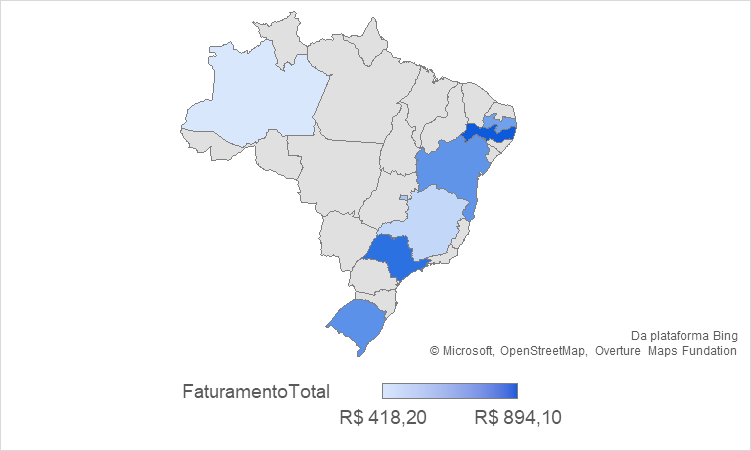 Da plataforma Bing
© Microsoft, OpenStreetMap, Overture Maps Fundation
FaturamentoTotal
R$ 418,20 R$ 894,10